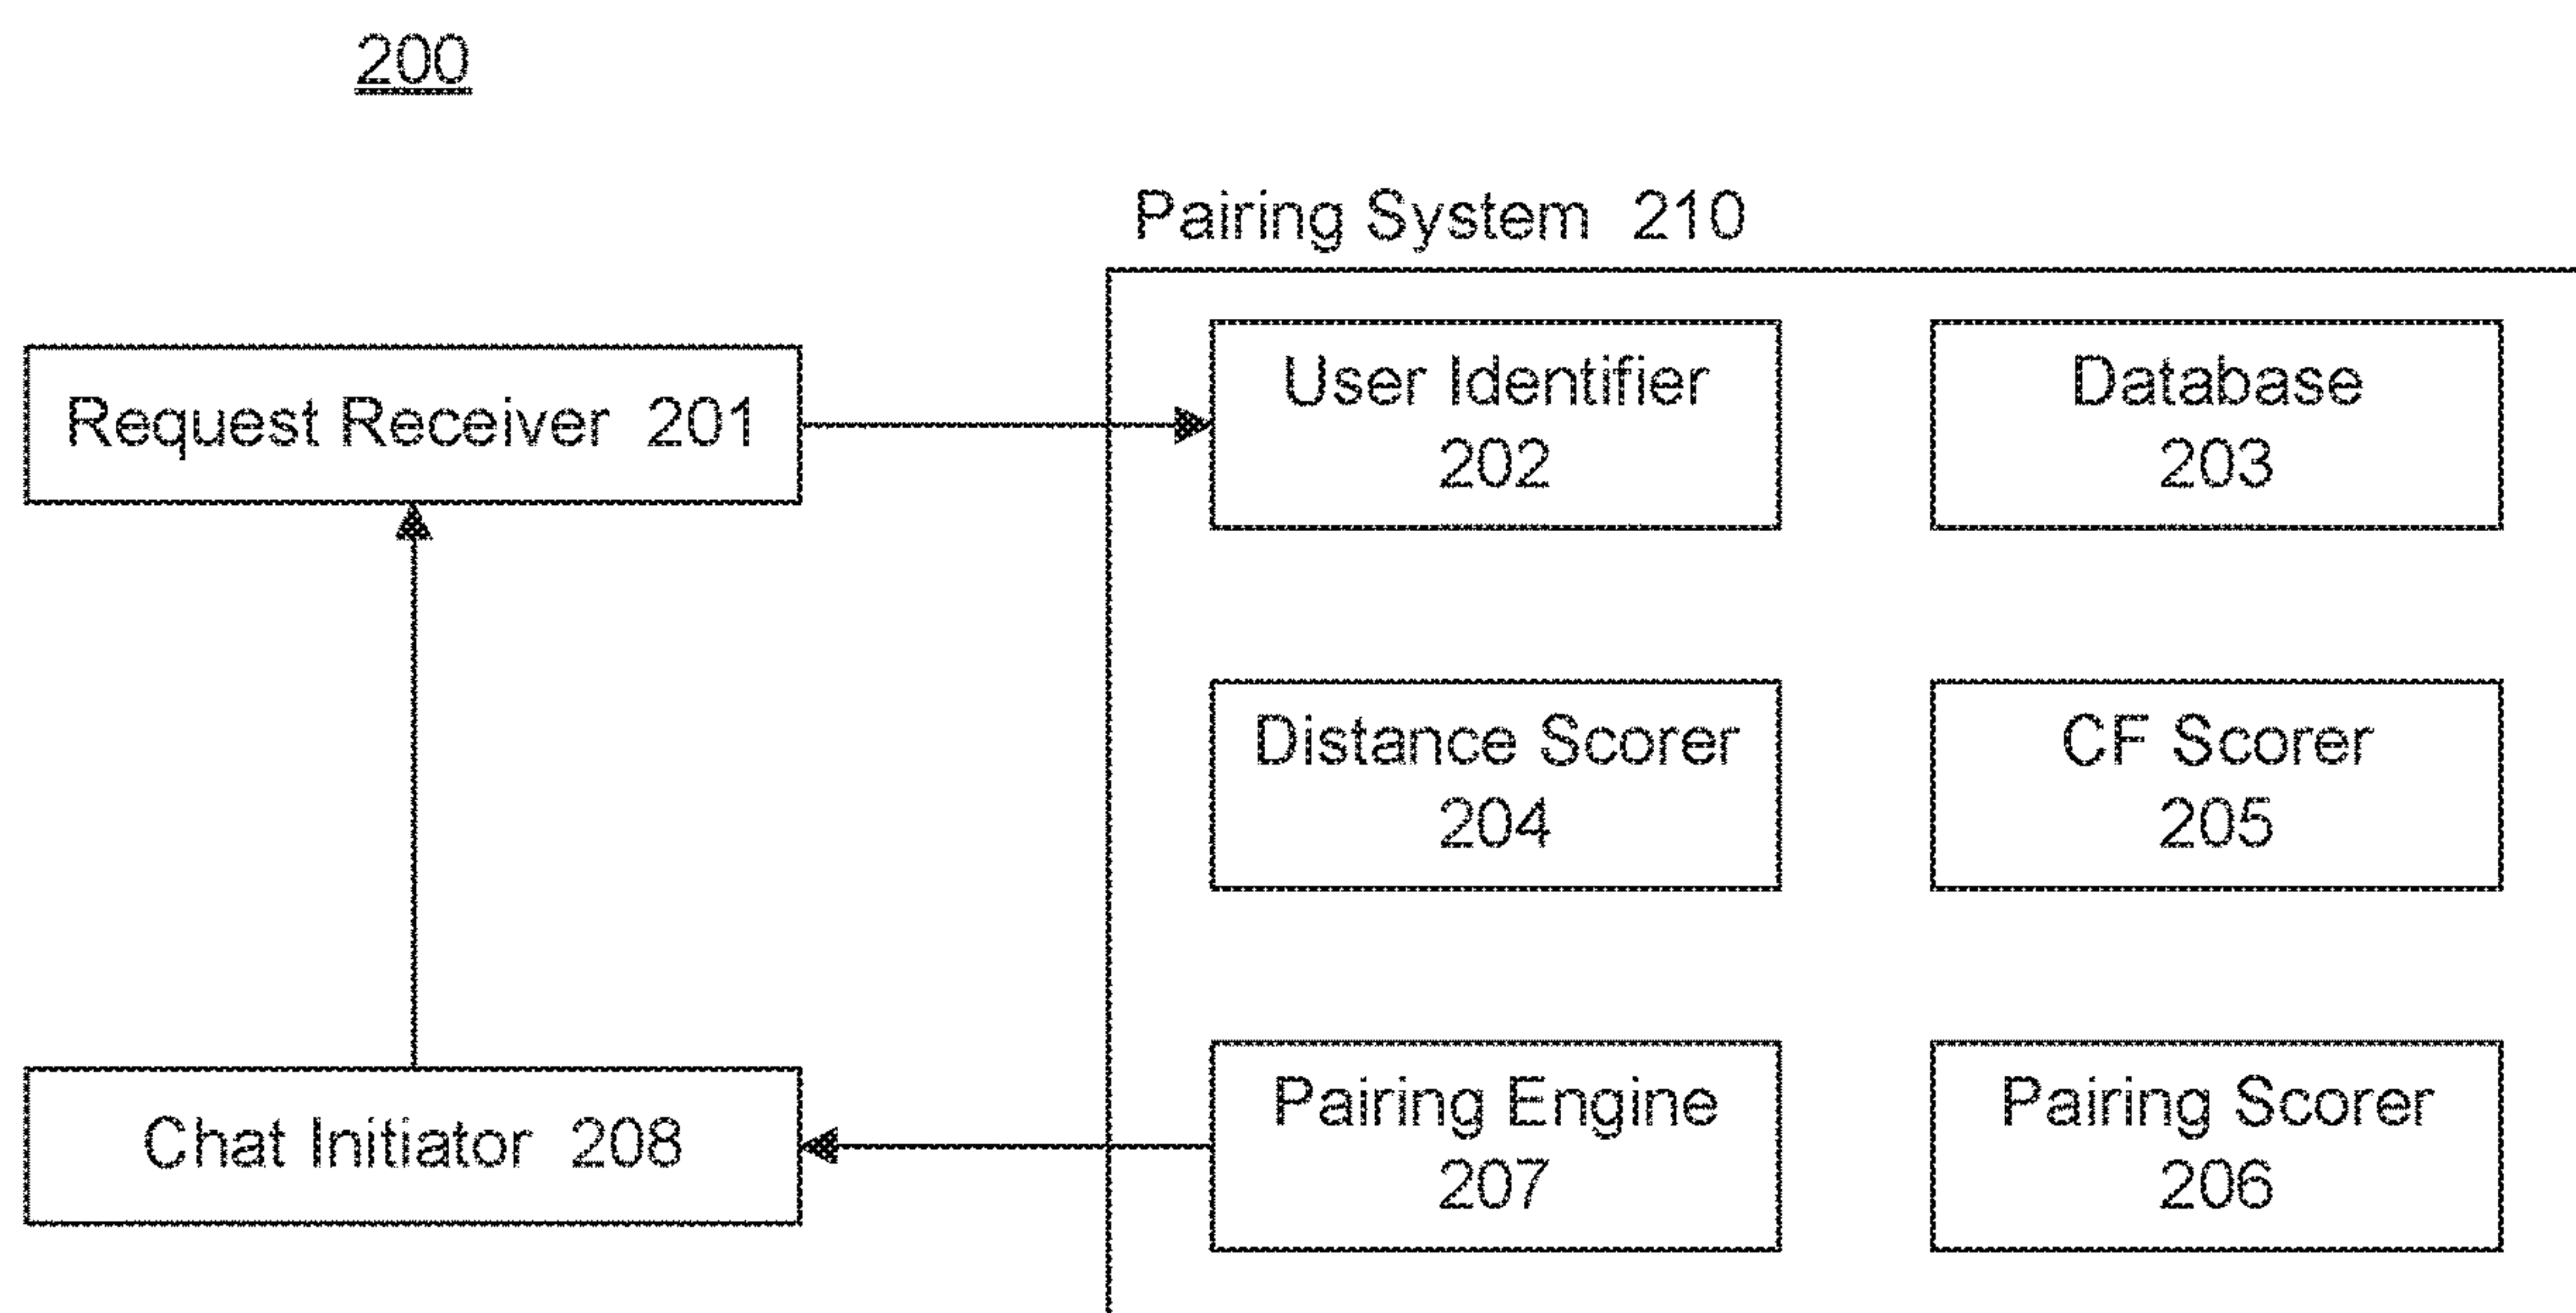 200
Pairing System 210
Request Receiver 201
User Identifier
202
Database
203
Distance Scorer
204
CF Scorer
205
Chat Initiator 208
Pairing Engine
207
Pairing Scorer
206